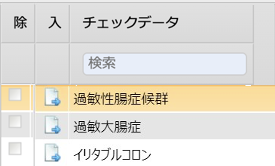 除 入 チェックデータ
検索
過敏性腸症候群
過敏大腸症
イリタブルコロン